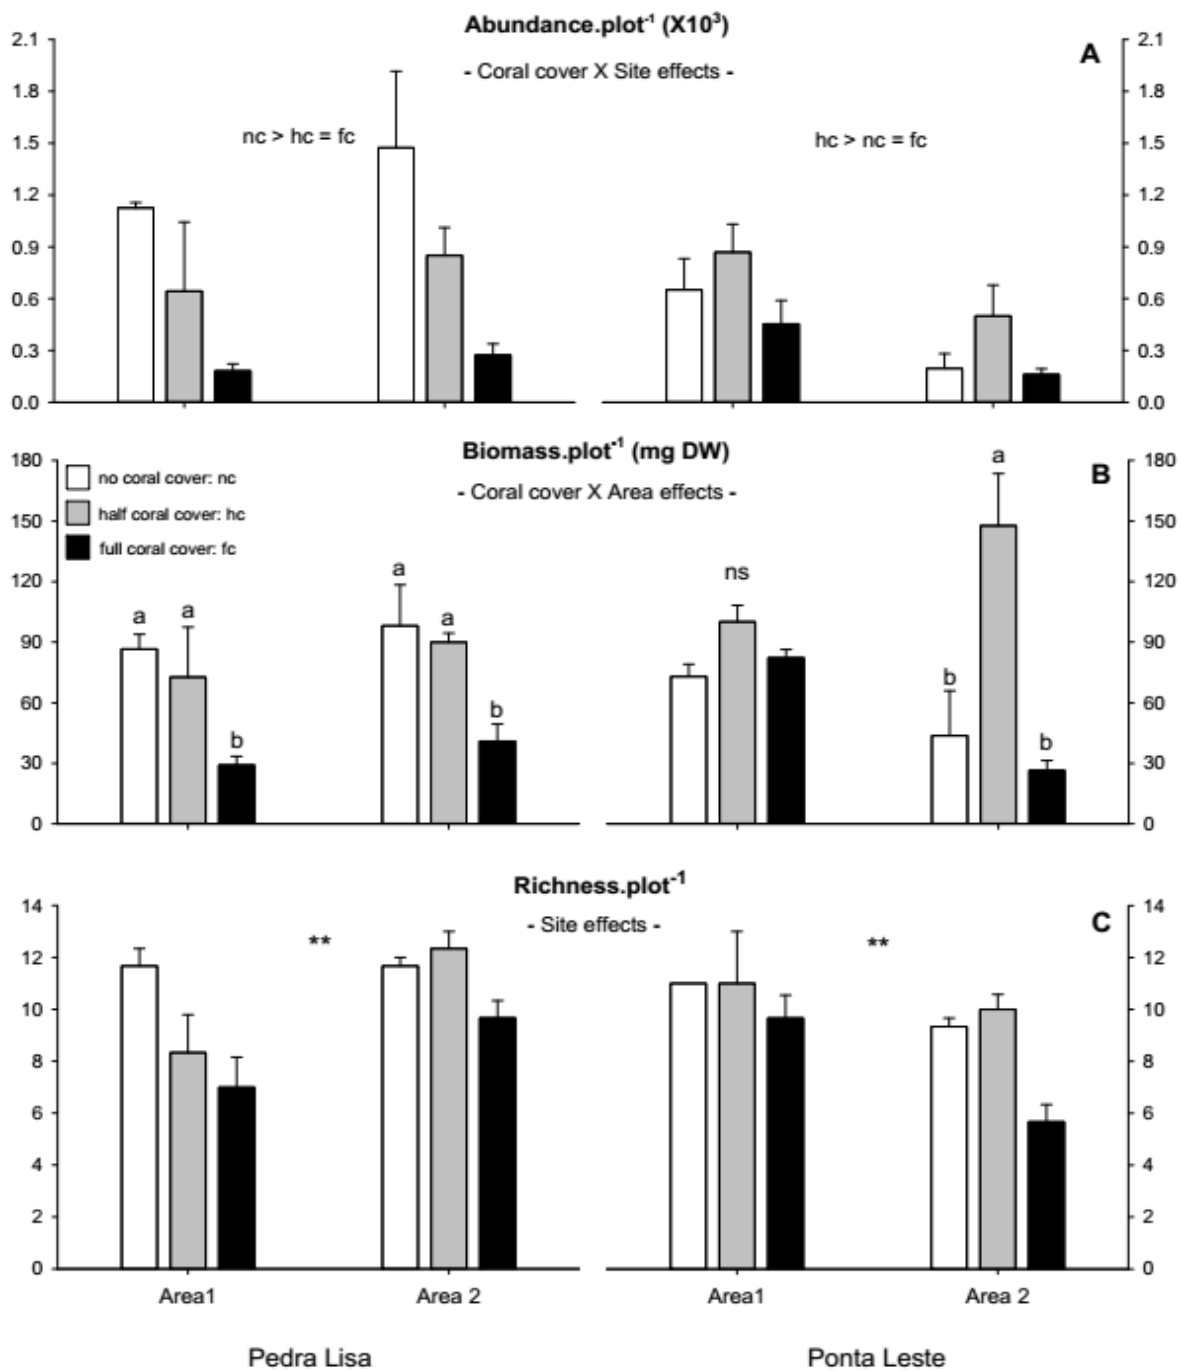 Abundance.plot⁻¹ (X10³)
- Coral cover X Site effects -
A
2.1
1.8
1.5
1.2
0.9
0.6
0.3
0.0
nc > hc = fc
hc > nc = fc
2.1
1.8
1.5
1.2
0.9
0.6
0.3
0.0
Biomass.plot⁻¹ (mg DW)
- Coral cover X Area effects -
B
180
150
120
90
60
30
0
no coral cover: nc
half coral cover: hc
full coral cover: fc
a
a
b
a
a
b
ns
b
a
b
180
150
120
90
60
30
0
Richness.plot⁻¹
- Site effects -
C
14
12
10
8
6
4
2
0
**
**
14
12
10
8
6
4
2
0
Area1
Area 2
Area1
Area 2
Pedra Lisa
Ponta Leste